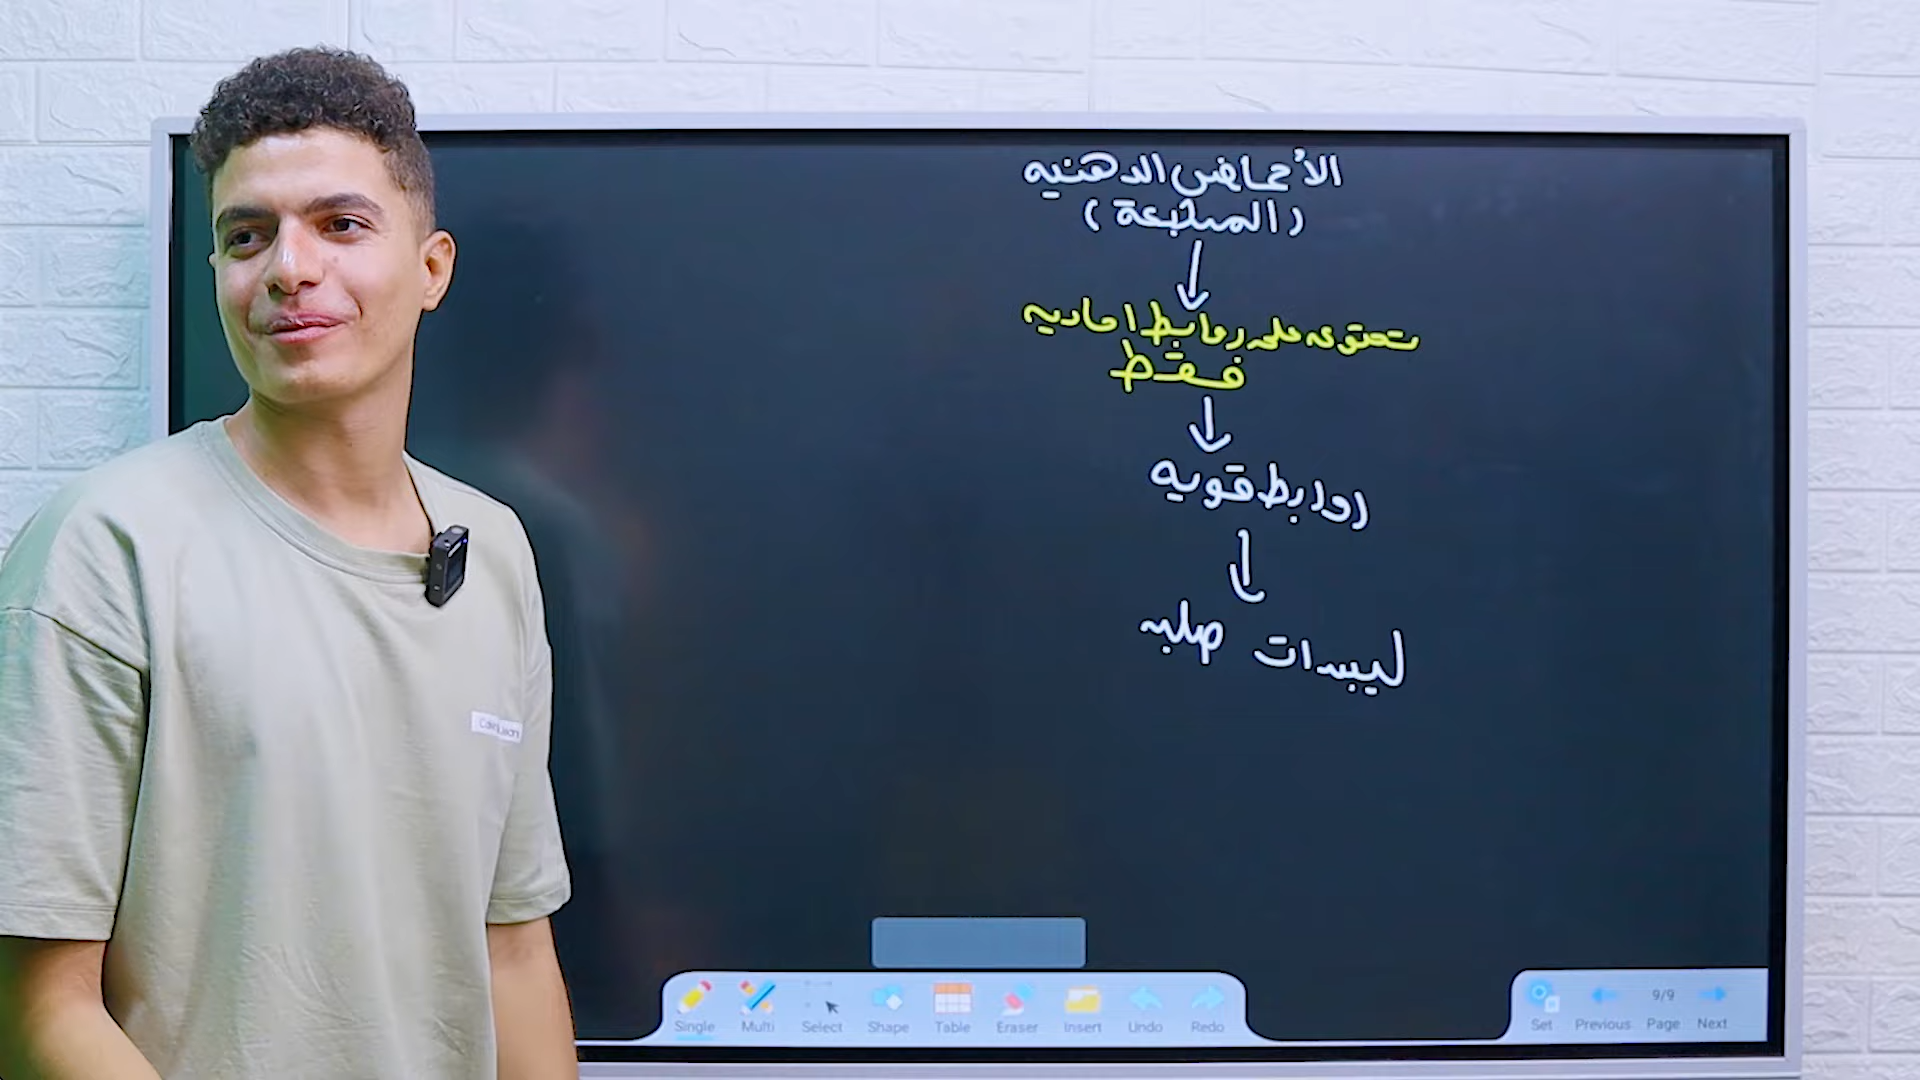 الأحماض الدهنيه
(المشبعة)
تحتوى على روابط احاديه
فقط
روابط قويه
ليبيدات صلبه
Single Multi Select Shape Table Eraser Insert Undo Redo
Set Previous Page Next
9/9